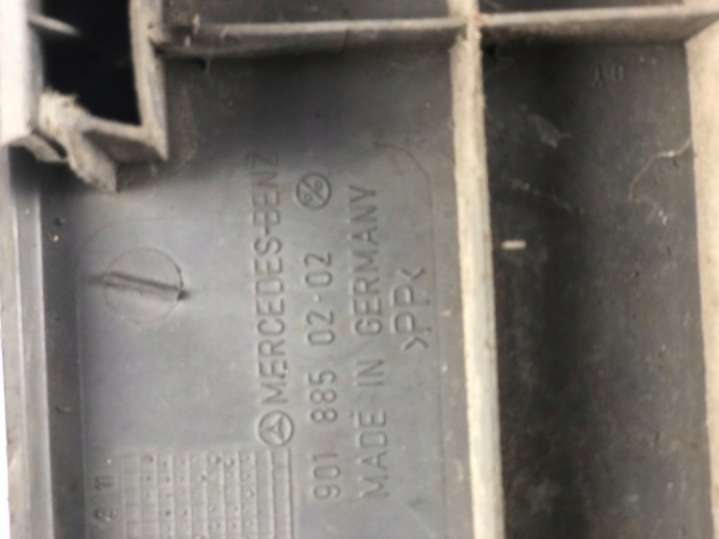 MERCEDES-BENZ
901 885 02-02
MADE IN GERMANY
>PP<